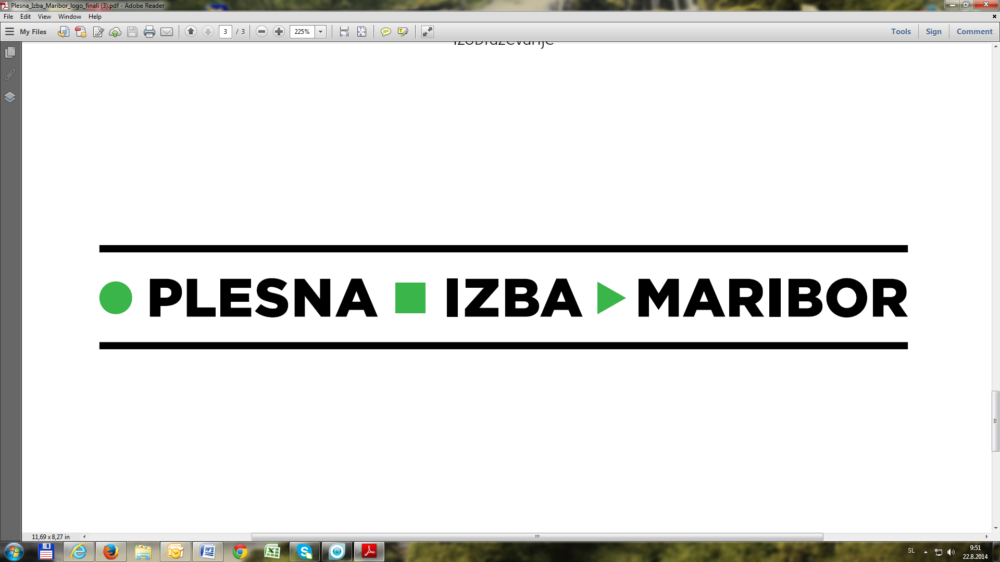 Plesna_Izba_Maribor_logo_finali (3).pdf - Adobe Reader
File Edit View Window Help
My Files 3 / 3 225% Tools Sign Comment
izobraževanje
PLESNA IZBA MARIBOR
11,69 x 8,27 in
SL 9:51
22.8.2014